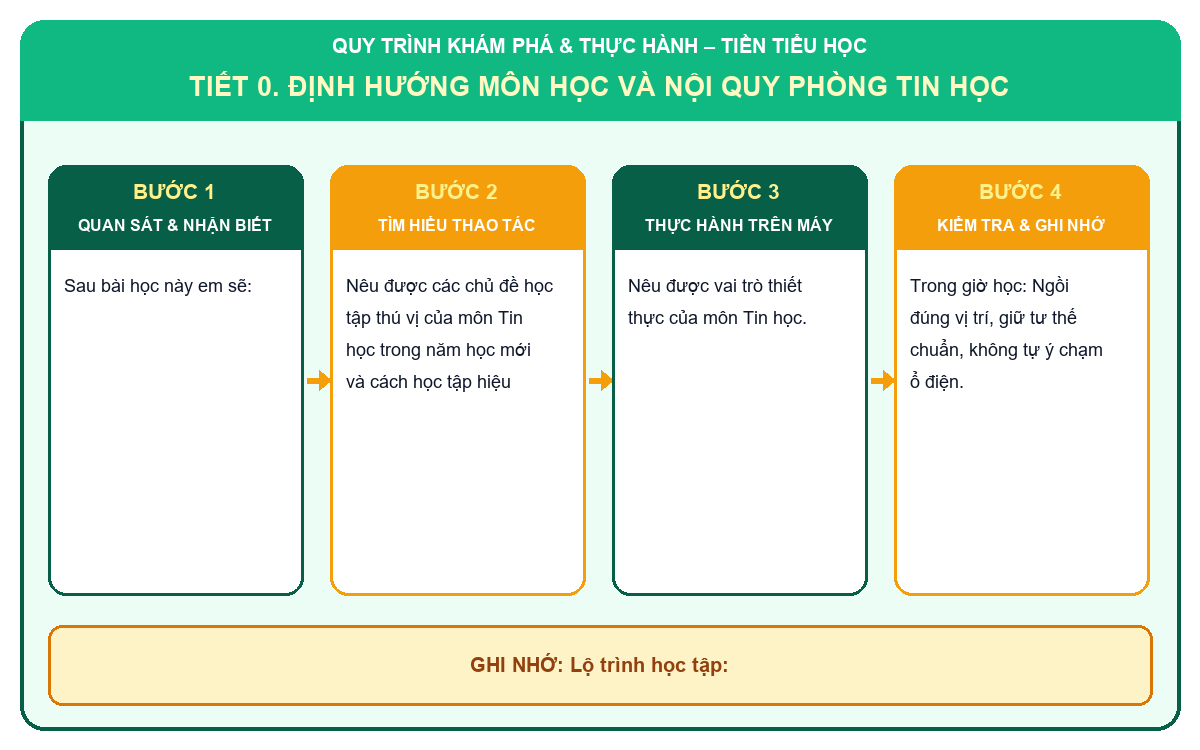 QUY TRÌNH KHÁM PHÁ & THỰC HÀNH – TIỀN TIỂU HỌC
TIẾT 0. ĐỊNH HƯỚNG MÔN HỌC VÀ NỘI QUY PHÒNG TIN HỌC
BƯỚC 1
QUAN SÁT & NHẬN BIẾT
Sau bài học này em sẽ:
BƯỚC 2
TÌM HIỂU THAO TÁC
Nêu được các chủ đề học
tập thú vị của môn Tin
học trong năm học mới
và cách học tập hiệu
BƯỚC 3
THỰC HÀNH TRÊN MÁY
Nêu được vai trò thiết
thực của môn Tin học.
BƯỚC 4
KIỂM TRA & GHI NHỚ
Trong giờ học: Ngồi
đúng vị trí, giữ tư thế
chuẩn, không tự ý chạm
ổ điện.
GHI NHỚ: Lộ trình học tập: